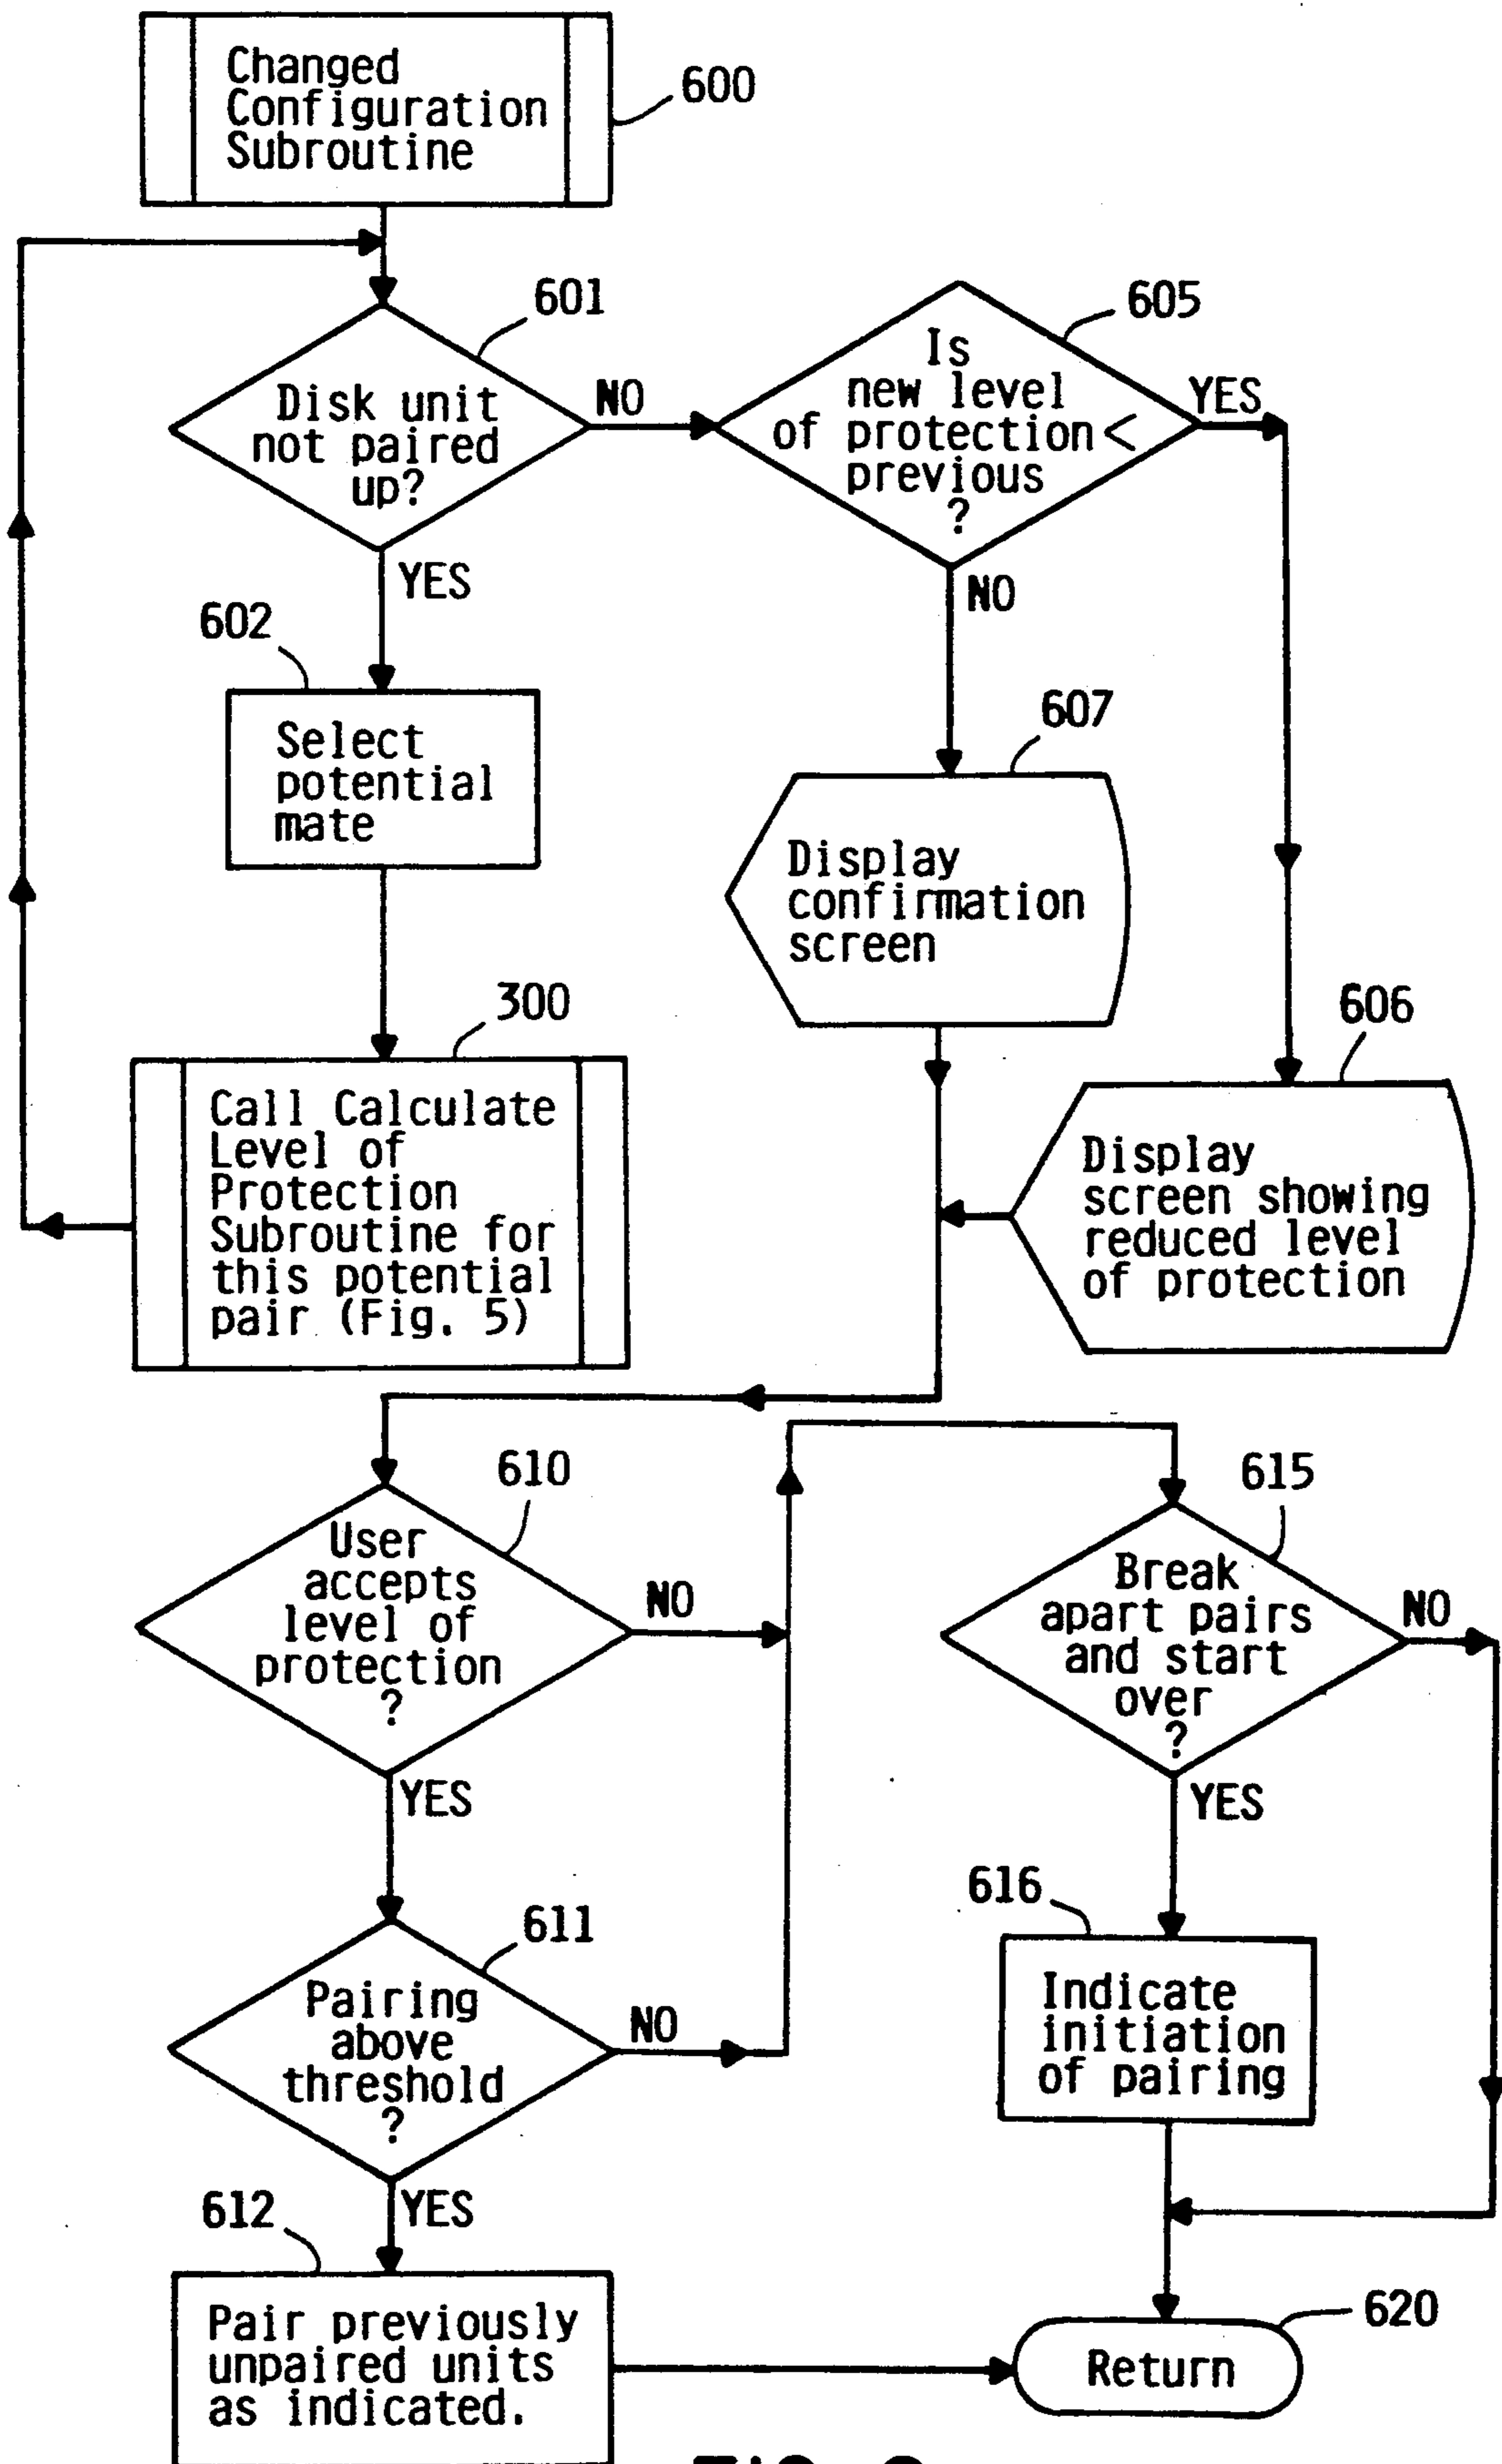 Changed
Configuration
Subroutine
600
601
Disk unit
not paired
up?
NO
YES
605
Is
new level
of protection <
previous
?
YES
NO
602
Select
potential
mate
607
Display
confirmation
screen
300
Call Calculate
Level of
Protection
Subroutine for
this potential
pair (Fig. 5)
606
Display
screen showing
reduced level
of protection
610
User
accepts
level of
protection
?
NO
YES
615
Break
apart pairs
and start
over
?
NO
YES
611
Pairing
above
threshold
?
NO
YES
616
Indicate
initiation
of pairing
612
Pair previously
unpaired units
as indicated.
620
Return